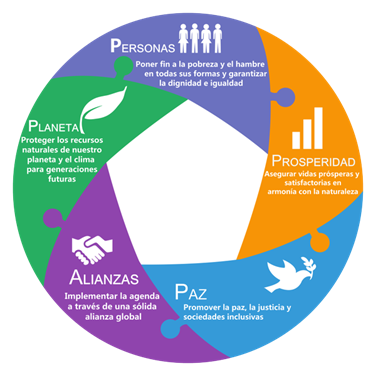 PERSONAS
Poner fin a la pobreza y el hambre
en todas sus formas y garantizar
la dignidad e igualdad
PROSPERIDAD
Asegurar vidas prósperas y
satisfactorias en
armonía con la naturaleza
PAZ
Promover la paz, la justicia y
sociedades inclusivas
ALIANZAS
Implementar la agenda
a través de una sólida
alianza global
PLANETA
Proteger los recursos
naturales de nuestro
planeta y el clima
para generaciones
futuras